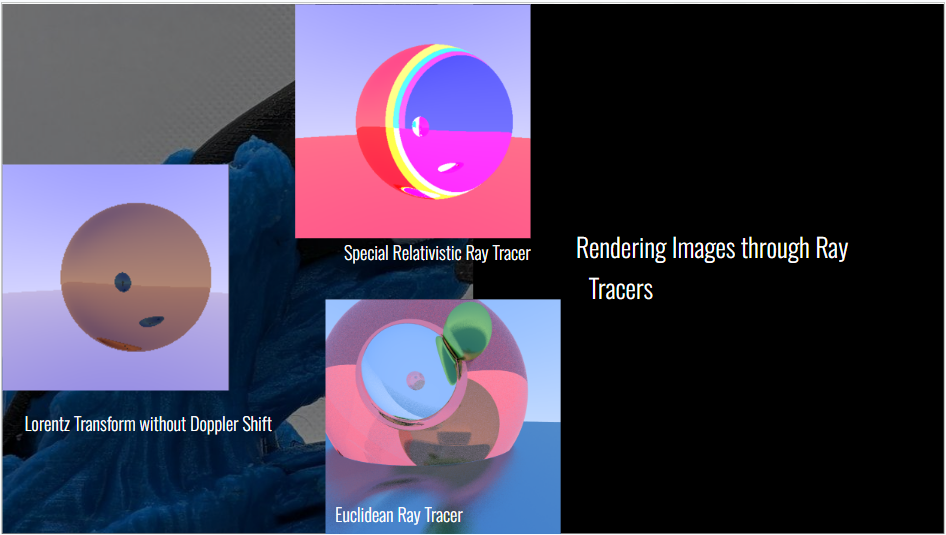 Special Relativistic Ray Tracer
Rendering Images through Ray
Tracers
Lorentz Transform without Doppler Shift
Euclidean Ray Tracer